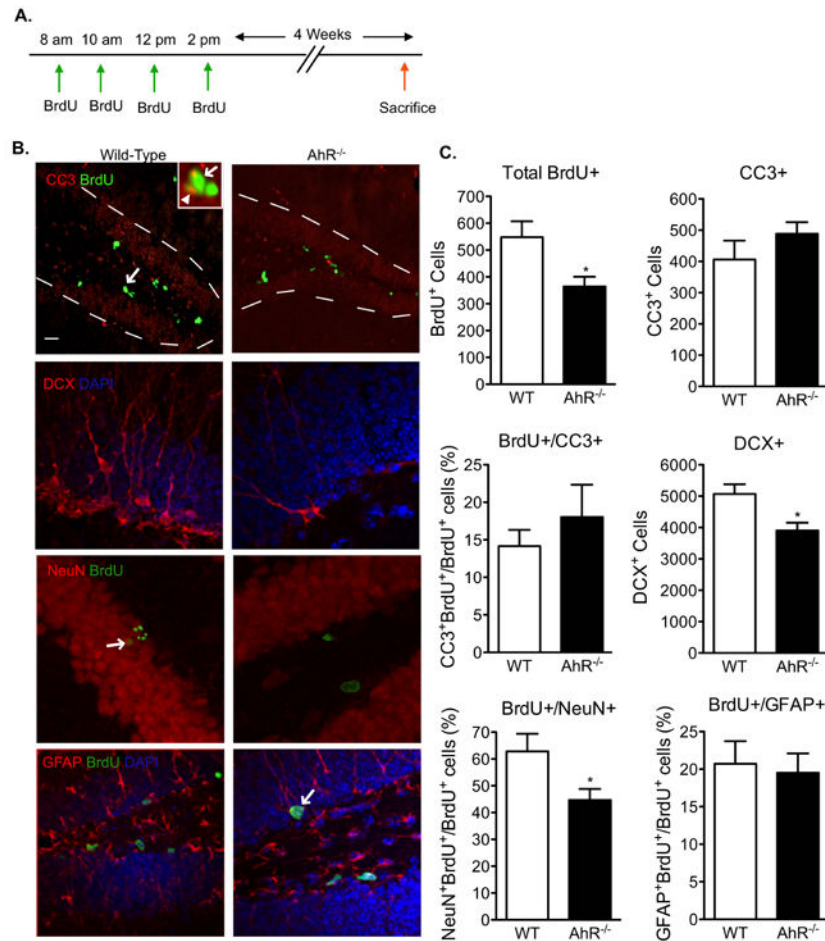 A.
8 am 10 am 12 pm 2 pm 4 Weeks
BrdU BrdU BrdU BrdU Sacrifice
B.
Wild-Type AhR-/-
CC3 BrdU
DCX DAPI
NeuN BrdU
GFAP BrdU DAPI
C.
Total BrdU+
BrdU+ Cells
700
600
500
400
300
200
100
0
WT AhR-/-
*
CC3+
CC3+ Cells
600
500
400
300
200
100
0
WT AhR-/-
BrdU+/CC3+
CC3+BrdU+/BrdU+ cells (%)
25
20
15
10
5
0
WT AhR-/-
DCX+
DCX+ Cells
6000
5000
4000
3000
2000
1000
0
WT AhR-/-
*
BrdU+/NeuN+
NeuN+BrdU+/BrdU+ cells (%)
80
70
60
50
40
30
20
10
0
WT AhR-/-
*
BrdU+/GFAP+
GFAP+BrdU+/BrdU+ cells (%)
25
20
15
10
5
0
WT AhR-/-